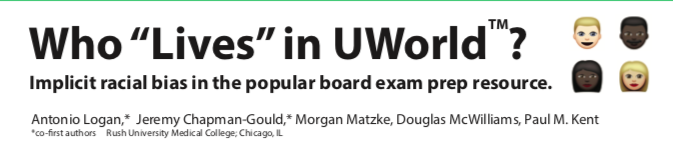 Who “Lives” in UWorld™?
Implicit racial bias in the popular board exam prep resource.
Antonio Logan,* Jeremy Chapman-Gould,* Morgan Matzke, Douglas McWilliams, Paul M. Kent
*co-first authors Rush University Medical College; Chicago, IL